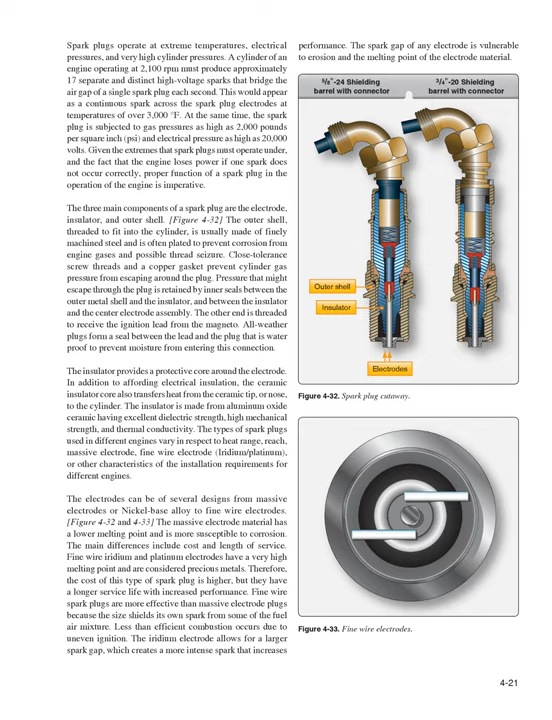 Spark plugs operate at extreme temperatures, electrical
pressures, and very high cylinder pressures. A cylinder of an
engine operating at 2,100 rpm must produce approximately
17 separate and distinct high-voltage sparks that bridge the
air gap of a single spark plug each second. This would appear
as a continuous spark across the spark plug electrodes at
temperatures of over 3,000 °F. At the same time, the spark
plug is subjected to gas pressures as high as 2,000 pounds
per square inch (psi) and electrical pressure as high as 20,000
volts. Given the extremes that spark plugs must operate under,
and the fact that the engine loses power if one spark does
not occur correctly, proper function of a spark plug in the
operation of the engine is imperative.
The three main components of a spark plug are the electrode,
insulator, and outer shell. [Figure 4-32] The outer shell,
threaded to fit into the cylinder, is usually made of finely
machined steel and is often plated to prevent corrosion from
engine gases and possible thread seizure. Close-tolerance
screw threads and a copper gasket prevent cylinder gas
pressure from escaping around the plug. Pressure that might
escape through the plug is retained by inner seals between the
outer metal shell and the insulator, and between the insulator
and the center electrode assembly. The other end is threaded
to receive the ignition lead from the magneto. All-weather
plugs form a seal between the lead and the plug that is water
proof to prevent moisture from entering this connection.
The insulator provides a protective core around the electrode.
In addition to affording electrical insulation, the ceramic
insulator core also transfers heat from the ceramic tip, or nose,
to the cylinder. The insulator is made from aluminum oxide
ceramic having excellent dielectric strength, high mechanical
strength, and thermal conductivity. The types of spark plugs
used in different engines vary in respect to heat range, reach,
massive electrode, fine wire electrode (Iridium/platinum),
or other characteristics of the installation requirements for
different engines.
The electrodes can be of several designs from massive
electrodes or Nickel-base alloy to fine wire electrodes.
[Figure 4-32 and 4-33] The massive electrode material has
a lower melting point and is more susceptible to corrosion.
The main differences include cost and length of service.
Fine wire iridium and platinum electrodes have a very high
melting point and are considered precious metals. Therefore,
the cost of this type of spark plug is higher, but they have
a longer service life with increased performance. Fine wire
spark plugs are more effective than massive electrode plugs
because the size shields its own spark from some of the fuel
air mixture. Less than efficient combustion occurs due to
uneven ignition. The iridium electrode allows for a larger
spark gap, which creates a more intense spark that increases
performance. The spark gap of any electrode is vulnerable
to erosion and the melting point of the electrode material.
5/8"-24 Shielding
barrel with connector
3/4"-20 Shielding
barrel with connector
Outer shell
Insulator
Electrodes
Figure 4-32. Spark plug cutaway.
Figure 4-33. Fine wire electrodes.
4-21